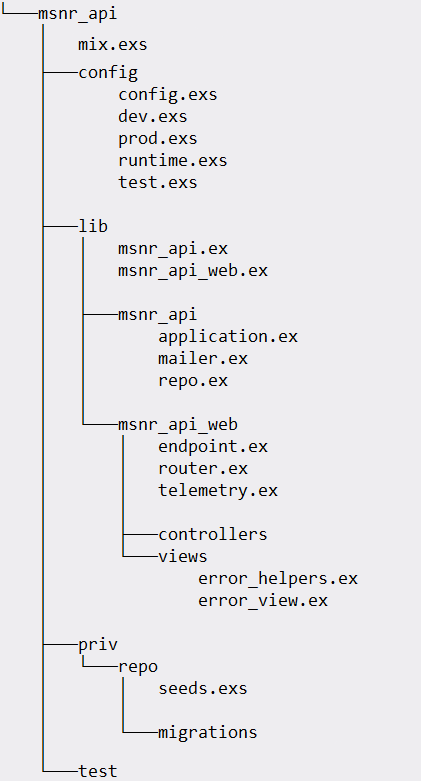 msnr_api
mix.exs
config
config.exs
dev.exs
prod.exs
runtime.exs
test.exs
lib
msnr_api.ex
msnr_api_web.ex
msnr_api
application.ex
mailer.ex
repo.ex
msnr_api_web
endpoint.ex
router.ex
telemetry.ex
controllers
views
error_helpers.ex
error_view.ex
priv
repo
seeds.exs
migrations
test